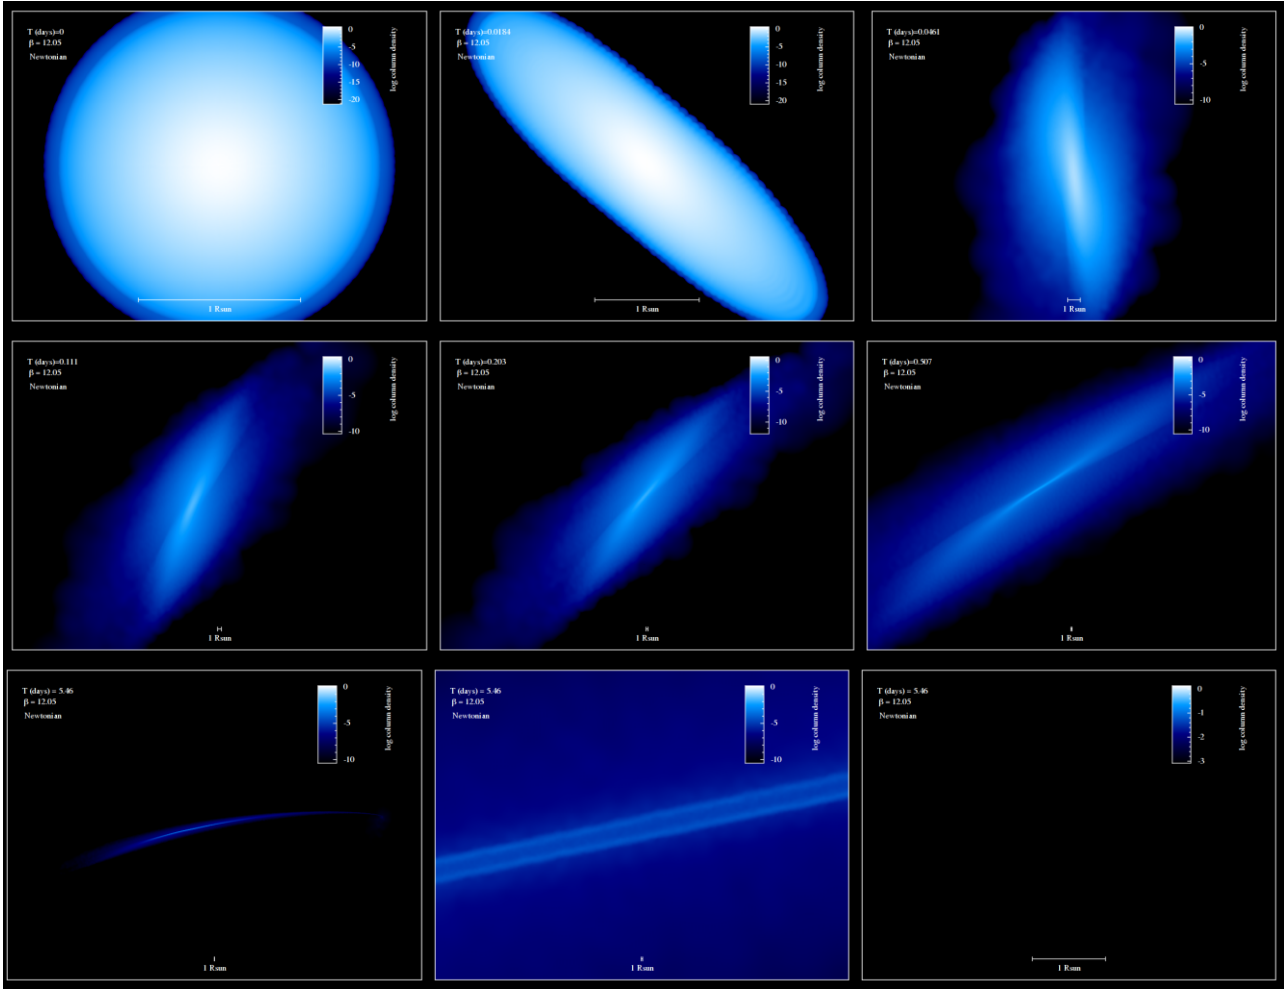 T (days)=0
β = 12.05
Newtonian
0
-5
-10
-15
-20
log column density
1 Rsun
T (days)=0.0184
β = 12.05
Newtonian
0
-5
-10
-15
-20
log column density
1 Rsun
T (days)=0.0461
β = 12.05
Newtonian
0
-5
-10
log column density
1 Rsun
T (days)=0.111
β = 12.05
Newtonian
0
-5
-10
log column density
1 Rsun
T (days)=0.203
β = 12.05
Newtonian
0
-5
-10
log column density
1 Rsun
T (days)=0.507
β = 12.05
Newtonian
0
-5
-10
log column density
1 Rsun
T (days) = 5.46
β = 12.05
Newtonian
0
-5
-10
log column density
1 Rsun
T (days) = 5.46
β = 12.05
Newtonian
0
-5
-10
log column density
1 Rsun
T (days) = 5.46
β = 12.05
Newtonian
0
-1
-2
-3
log column density
1 Rsun